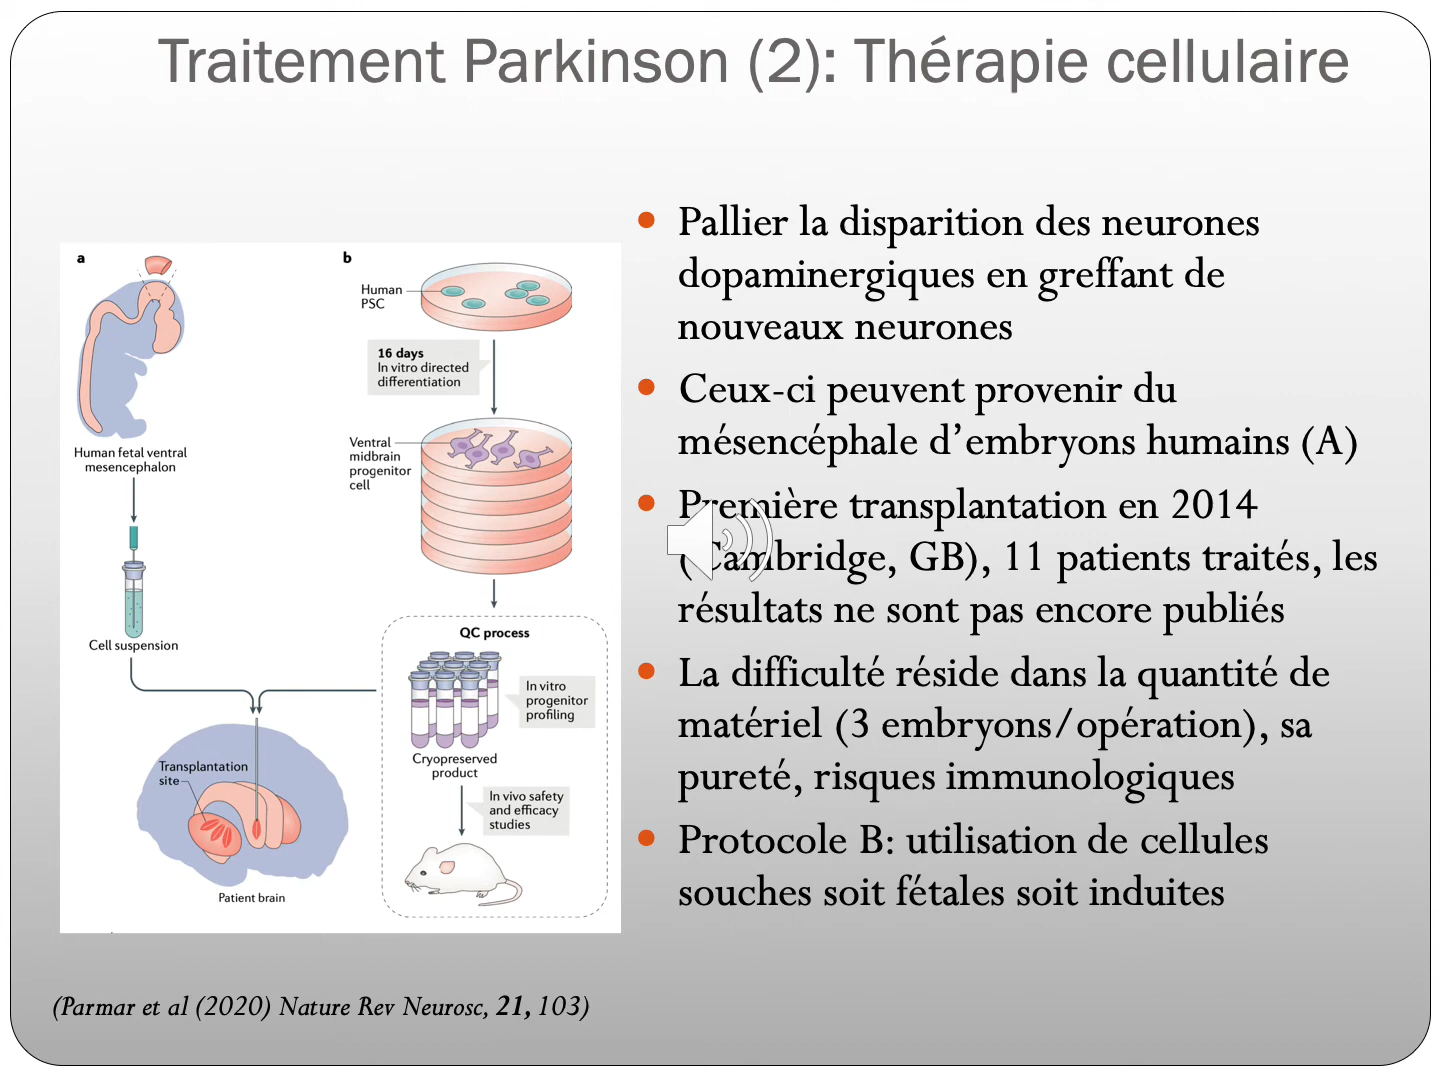 Traitement Parkinson (2): Thérapie cellulaire
a
Human fetal ventral
mesencephalon
Cell suspension
Transplantation
site
Patient brain
b
Human
PSC
16 days
In vitro directed
differentiation
Ventral
midbrain
progenitor
cell
QC process
In vitro
progenitor
profiling
Cryopreserved
product
In vivo safety
and efficacy
studies
Pallier la disparition des neurones
dopaminergiques en greffant de
nouveaux neurones
Ceux-ci peuvent provenir du
mésencéphale d’embryons humains (A)
Première transplantation en 2014
(Cambridge, GB), 11 patients traités, les
résultats ne sont pas encore publiés
La difficulté réside dans la quantité de
matériel (3 embryons/opération), sa
pureté, risques immunologiques
Protocole B: utilisation de cellules
souches soit fétales soit induites
(Parmar et al (2020) Nature Rev Neurosc, 21, 103)